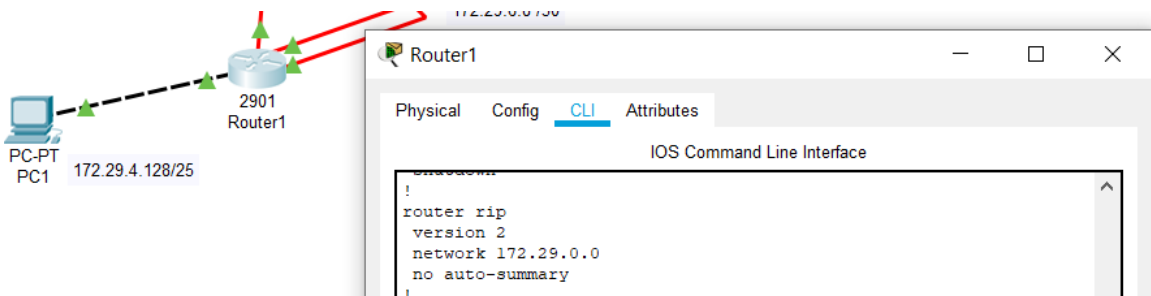 Router1
2901
Router1
PC-PT
PC1
172.29.4.128/25
Physical Config CLI Attributes
IOS Command Line Interface
!
router rip
version 2
network 172.29.0.0
no auto-summary
!